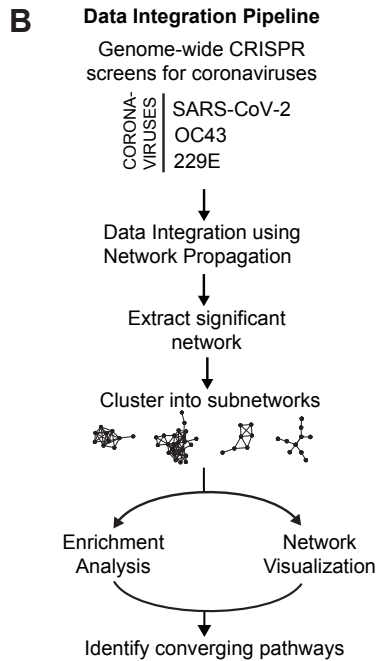 B
Data Integration Pipeline
Genome-wide CRISPR
screens for coronaviruses
CORONA-
VIRUSES
SARS-CoV-2
OC43
229E
Data Integration using
Network Propagation
Extract significant
network
Cluster into subnetworks
Enrichment
Analysis
Network
Visualization
Identify converging pathways